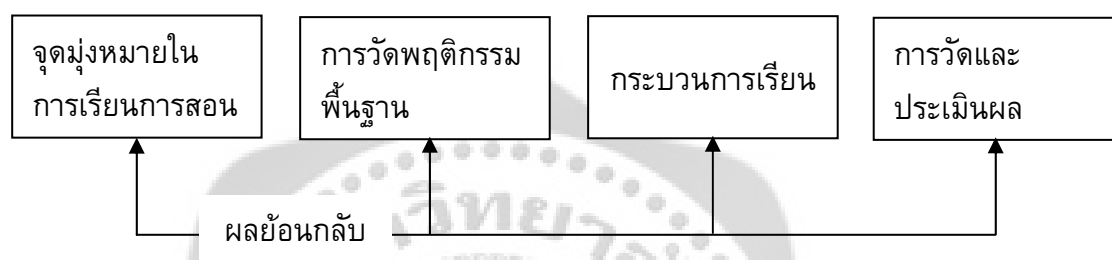 จุดมุ่งหมายใน
การเรียนการสอน
การวัดพฤติกรรม
พื้นฐาน
กระบวนการเรียน
การวัดและ
ประเมินผล
ผลย้อนกลับ